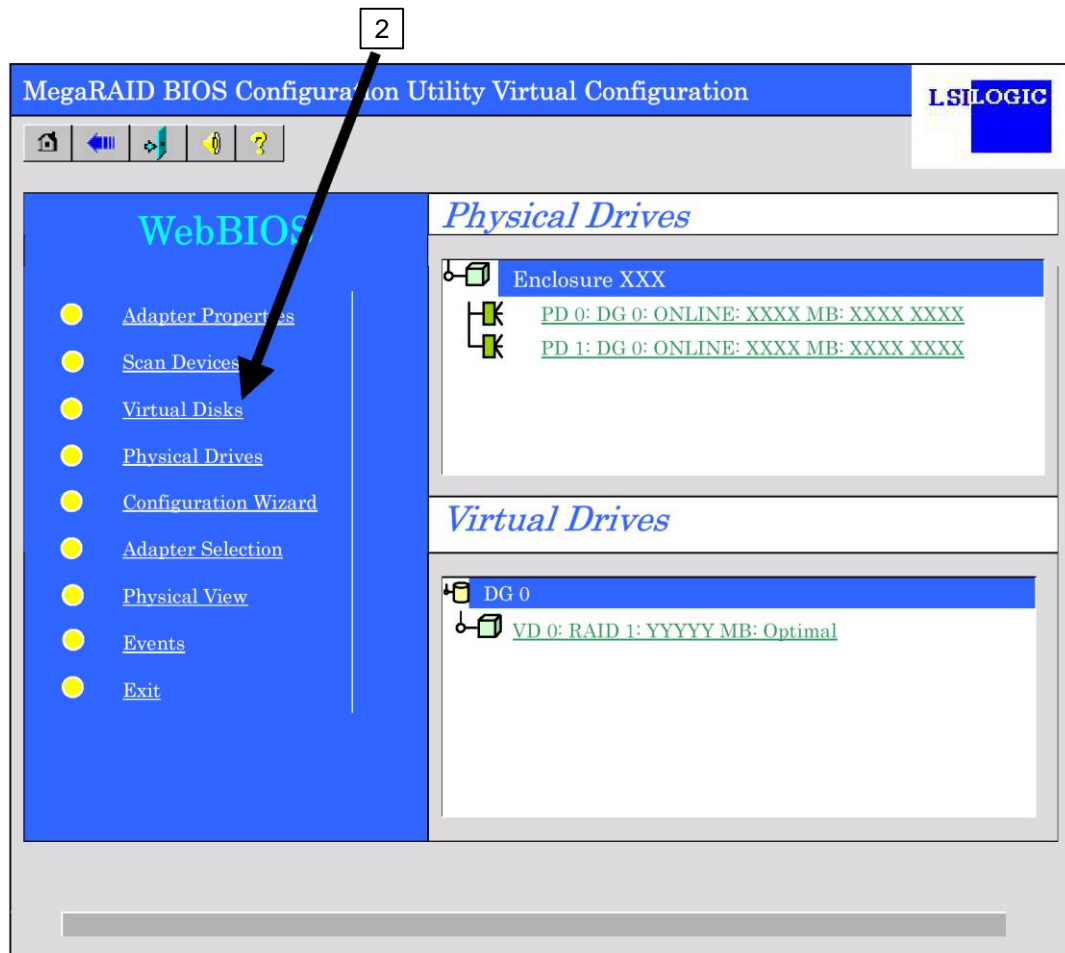 2
MegaRAID BIOS Configuration Utility Virtual Configuration
LSILOGIC
?
WebBIOS
Adapter Properties
Scan Devices
Virtual Disks
Physical Drives
Configuration Wizard
Adapter Selection
Physical View
Events
Exit
Physical Drives
Enclosure XXX
PD 0: DG 0: ONLINE: XXXX MB: XXXX XXXX
PD 1: DG 0: ONLINE: XXXX MB: XXXX XXXX
Virtual Drives
DG 0
VD 0: RAID 1: YYYYY MB: Optimal